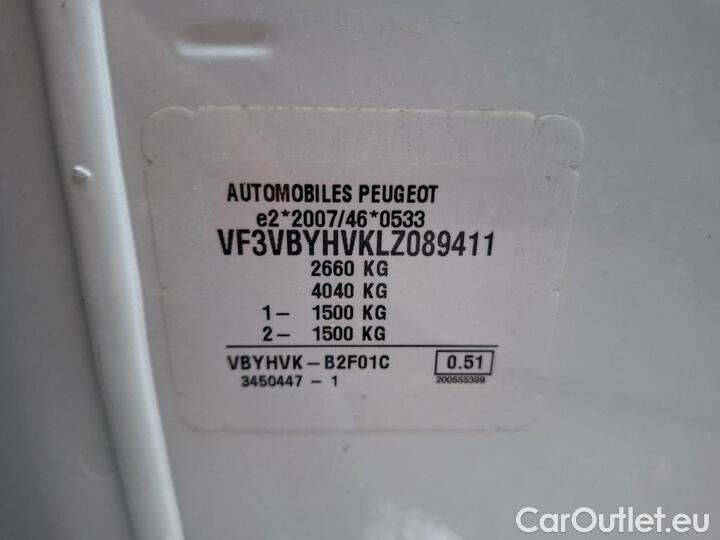 AUTOMOBILES PEUGEOT
e2*2007/46*0533
VF3VBYHVKLZ089411
2660 KG
4040 KG
1- 1500 KG
2- 1500 KG
VBYHVK-B2F01C 0.51
3450447-1 200555399
CarOutlet.eu